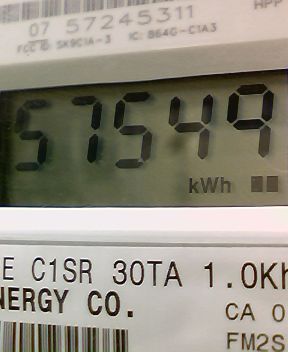 HPP
07 57245311
FCC ID: SK9C1A-3 IC: 864G-C1A3
57549
kWh
E C1SR 30TA 1.0Kh
NERGY CO.
CA 0
FM2S